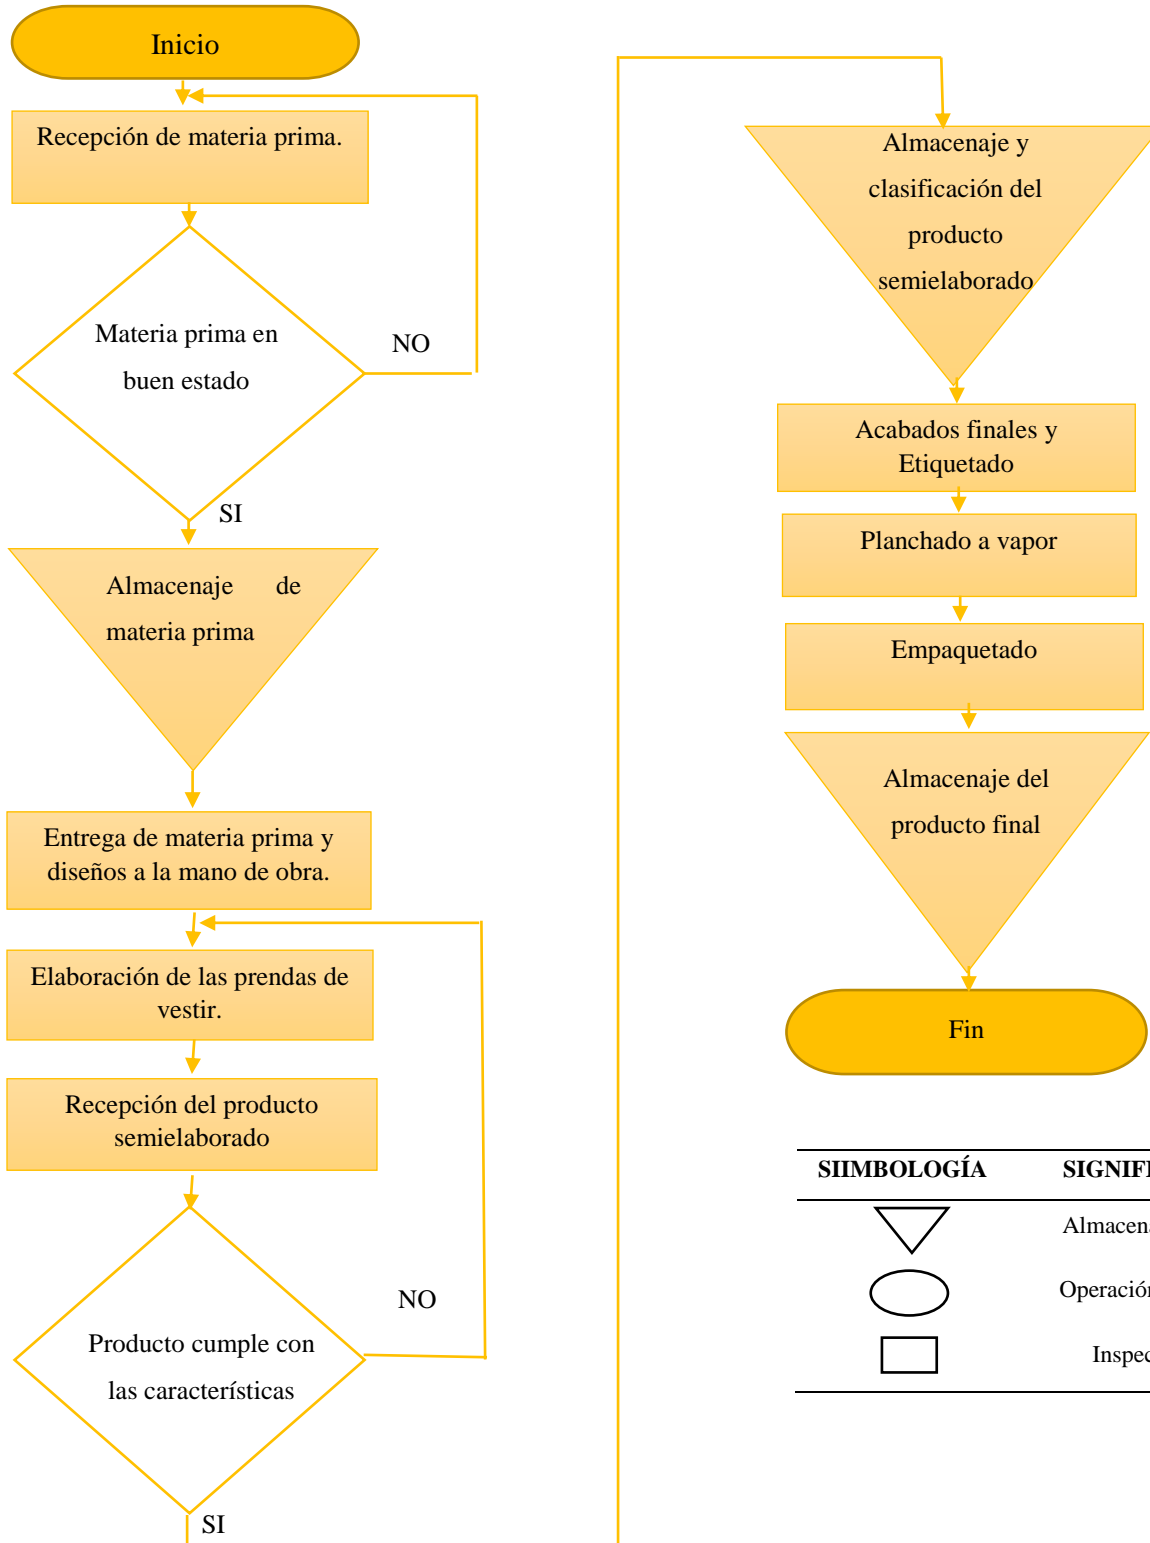 Inicio
Recepción de materia prima.
Materia prima en
buen estado
NO
SI
Almacenaje de
materia prima
Entrega de materia prima y
diseños a la mano de obra.
Elaboración de las prendas de
vestir.
Recepción del producto
semielaborado
Producto cumple con
las características
NO
SI
Almacenaje y
clasificación del
producto
semielaborado
Acabados finales y
Etiquetado
Planchado a vapor
Empaquetado
Almacenaje del
producto final
Fin
SIIMBOLOGÍA
Operación